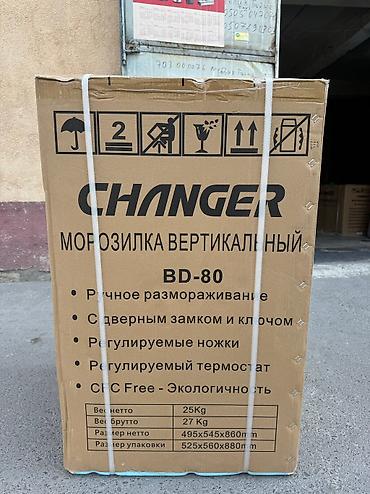 2
CHANGER
МОРОЗИЛКА ВЕРТИКАЛЬНЫЙ
BD-80
• Ручное размораживание
• С дверным замком и ключом
• Регулируемые ножки
• Регулируемый термостат
• CFC Free - Экологичность
Вес нетто 25Kg
Вес брутто 27 Kg
Размер нетто 495x545x860mm
Размер упаковки 525x560x880mm